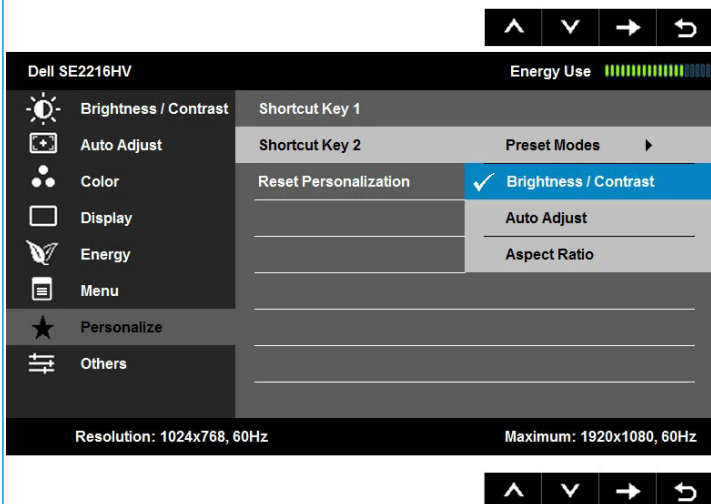 Dell SE2216HV Energy Use
Brightness / Contrast Shortcut Key 1
Auto Adjust Shortcut Key 2 Preset Modes
Color Reset Personalization Brightness / Contrast
Display Auto Adjust
Energy Aspect Ratio
Menu
Personalize
Others
Resolution: 1024x768, 60Hz Maximum: 1920x1080, 60Hz